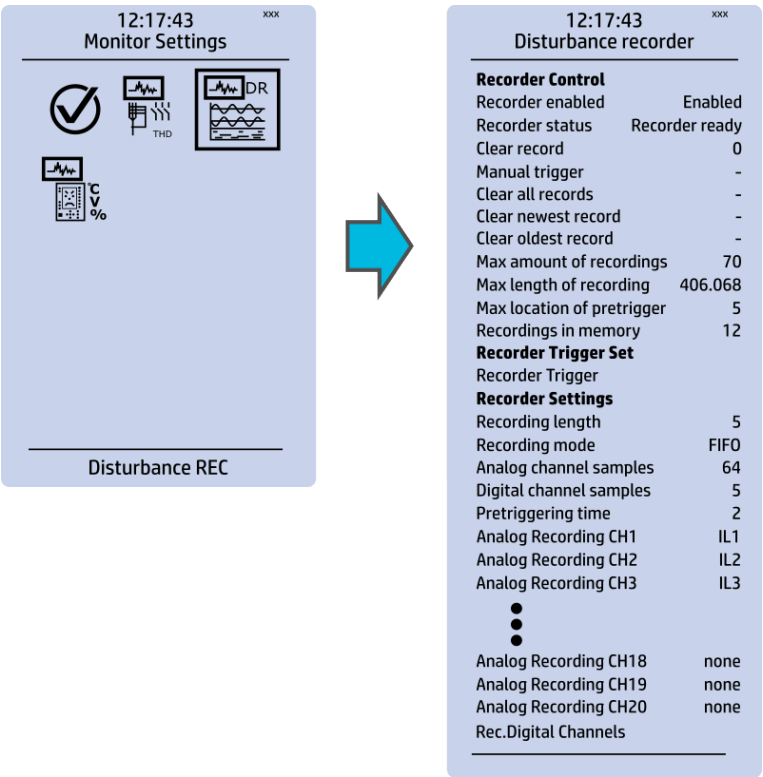 12:17:43 xxx
Monitor Settings
DR
THD
°C
V
%
Disturbance REC
12:17:43 xxx
Disturbance recorder
Recorder Control
Recorder enabled Enabled
Recorder status Recorder ready
Clear record 0
Manual trigger -
Clear all records -
Clear newest record -
Clear oldest record -
Max amount of recordings 70
Max length of recording 406.068
Max location of pretrigger 5
Recordings in memory 12
Recorder Trigger Set
Recorder Trigger
Recorder Settings
Recording length 5
Recording mode FIFO
Analog channel samples 64
Digital channel samples 5
Pretriggering time 2
Analog Recording CH1 IL1
Analog Recording CH2 IL2
Analog Recording CH3 IL3
Analog Recording CH18 none
Analog Recording CH19 none
Analog Recording CH20 none
Rec.Digital Channels